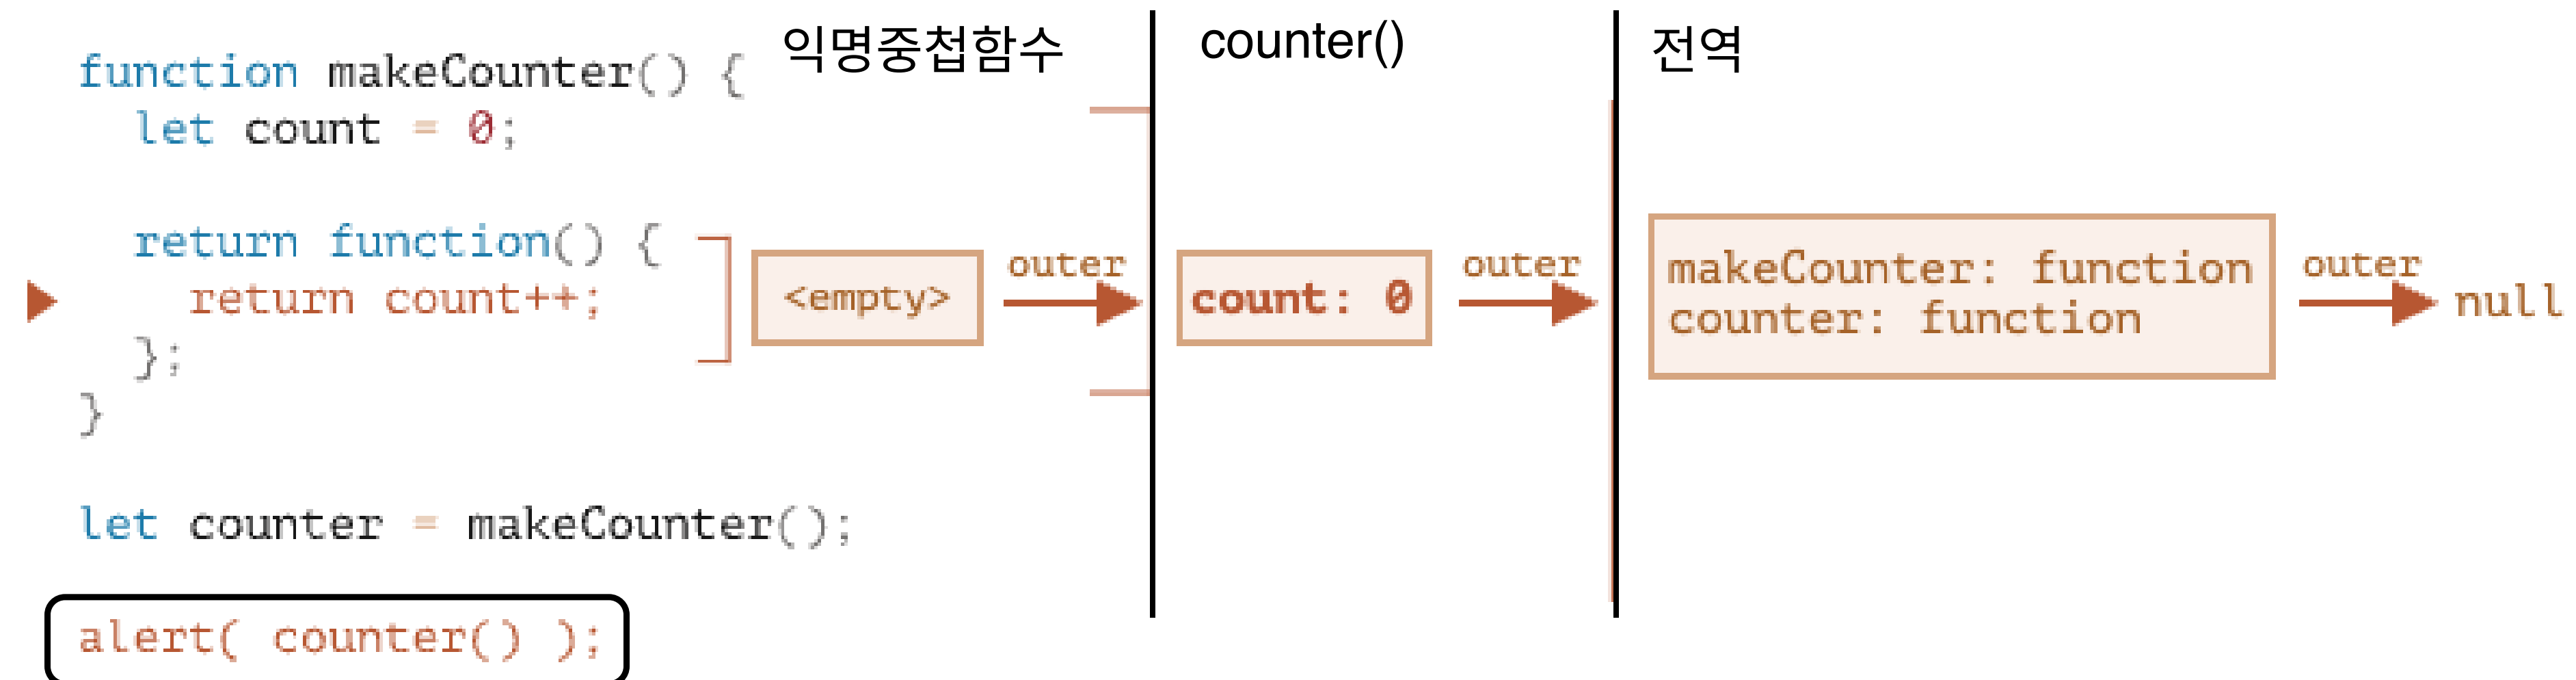 function makeCounter() {
let count = 0;
return function() {
return count++;
};
}
let counter = makeCounter();
alert( counter() );
익명중첩함수
<empty>
outer
counter()
count: 0
outer
전역
makeCounter: function
counter: function
outer
null